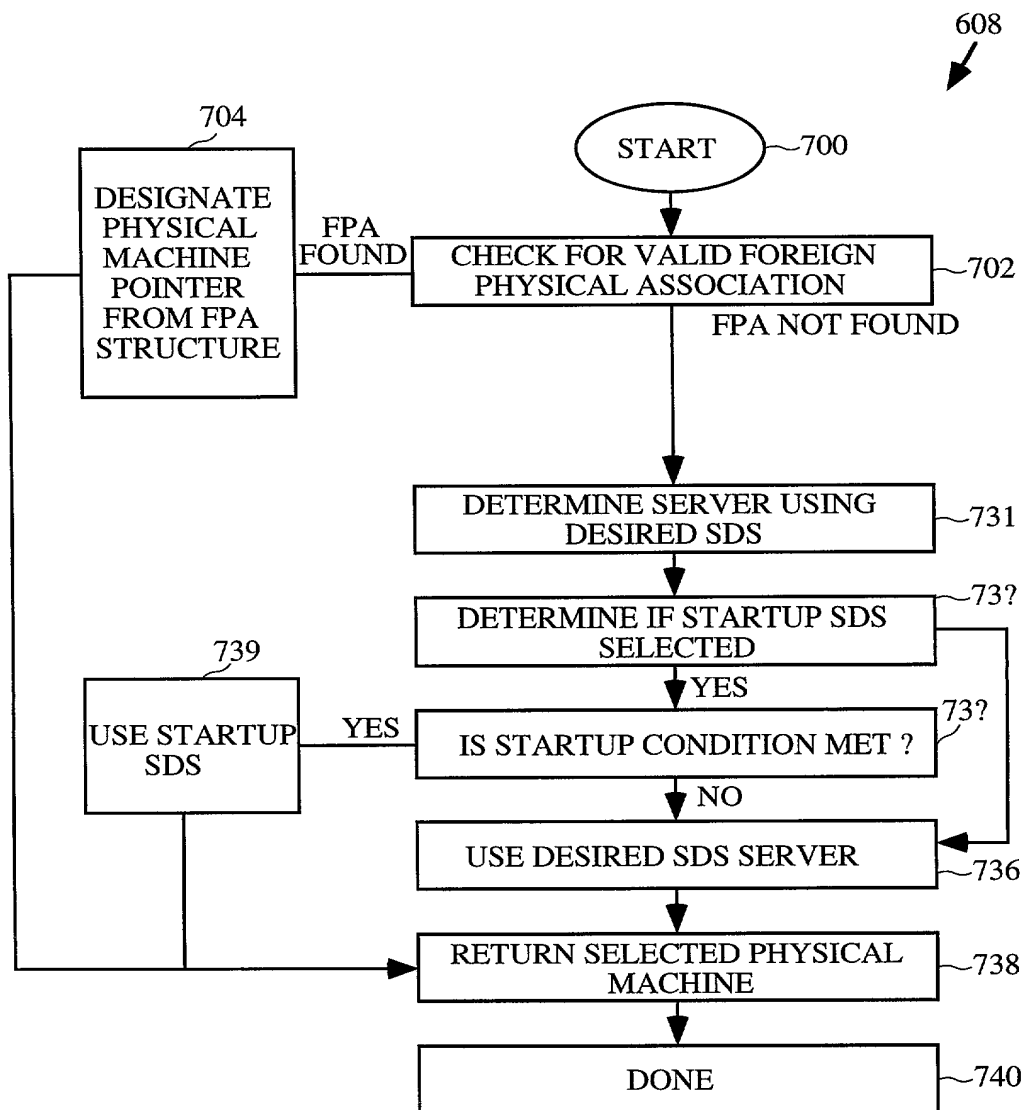 608
704
START
700
DESIGNATE
PHYSICAL
MACHINE
POINTER
FROM FPA
STRUCTURE
FPA
FOUND
CHECK FOR VALID FOREIGN
PHYSICAL ASSOCIATION
702
FPA NOT FOUND
DETERMINE SERVER USING
DESIRED SDS
731
73?
DETERMINE IF STARTUP SDS
SELECTED
739
YES
73?
USE STARTUP
SDS
YES
IS STARTUP CONDITION MET ?
NO
USE DESIRED SDS SERVER
736
RETURN SELECTED PHYSICAL
MACHINE
738
DONE
740